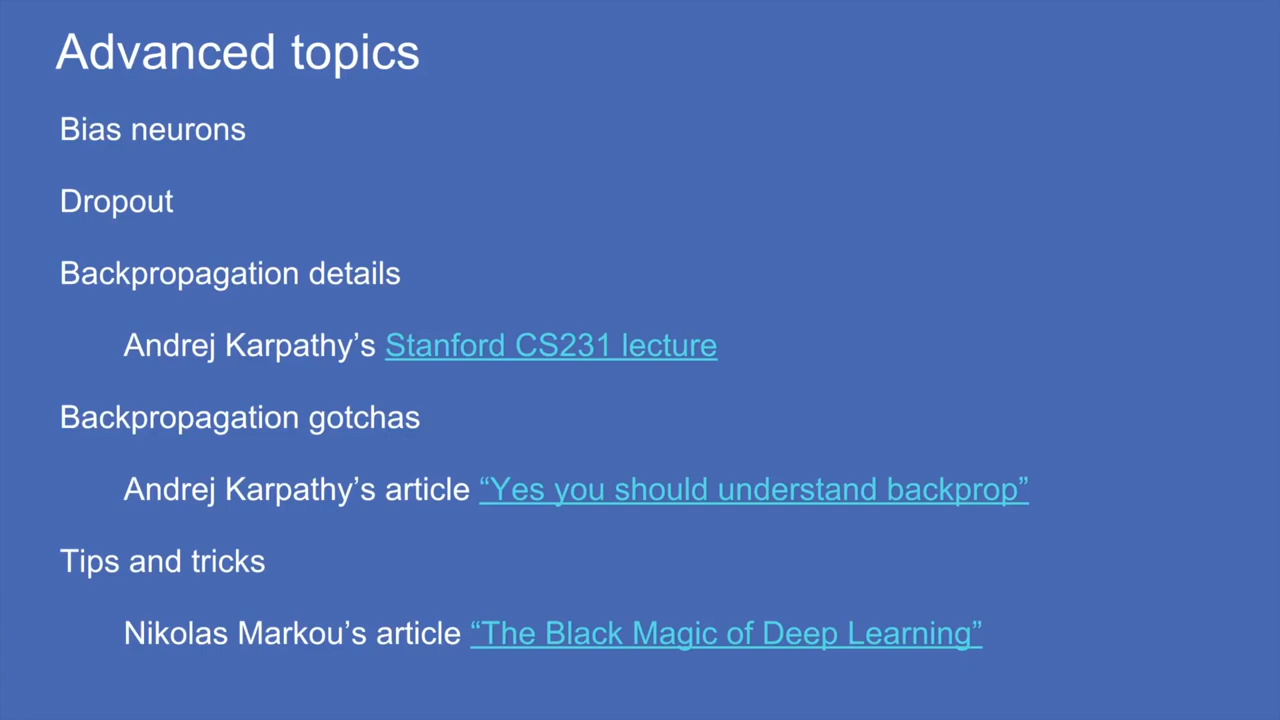 Advanced topics
Bias neurons
Dropout
Backpropagation details
Andrej Karpathy’s Stanford CS231 lecture
Backpropagation gotchas
Andrej Karpathy’s article “Yes you should understand backprop”
Tips and tricks
Nikolas Markou’s article “The Black Magic of Deep Learning”